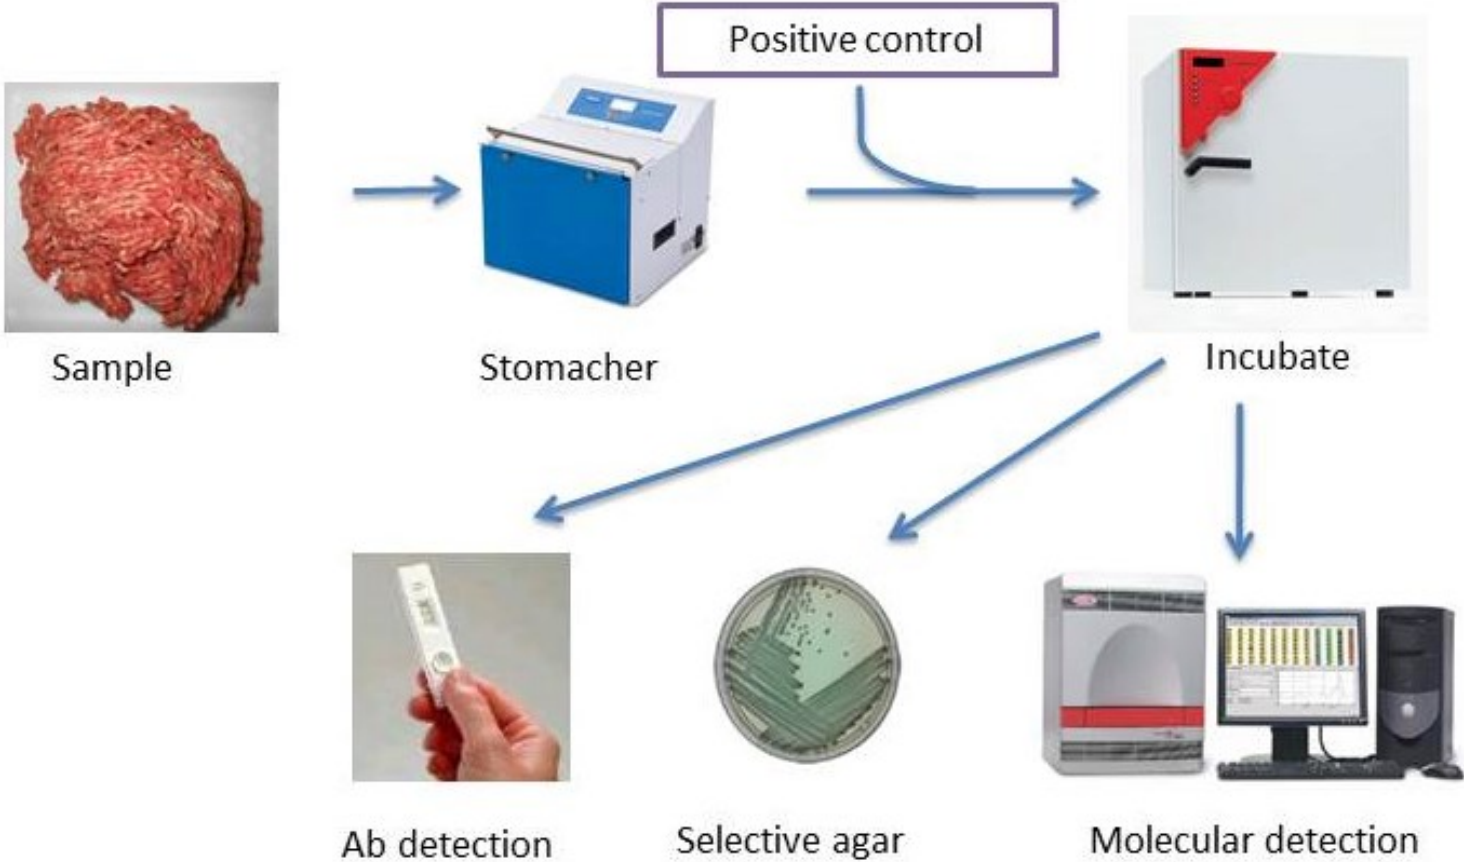 Positive control
Sample
Stomacher
Incubate
Ab detection
Selective agar
Molecular detection